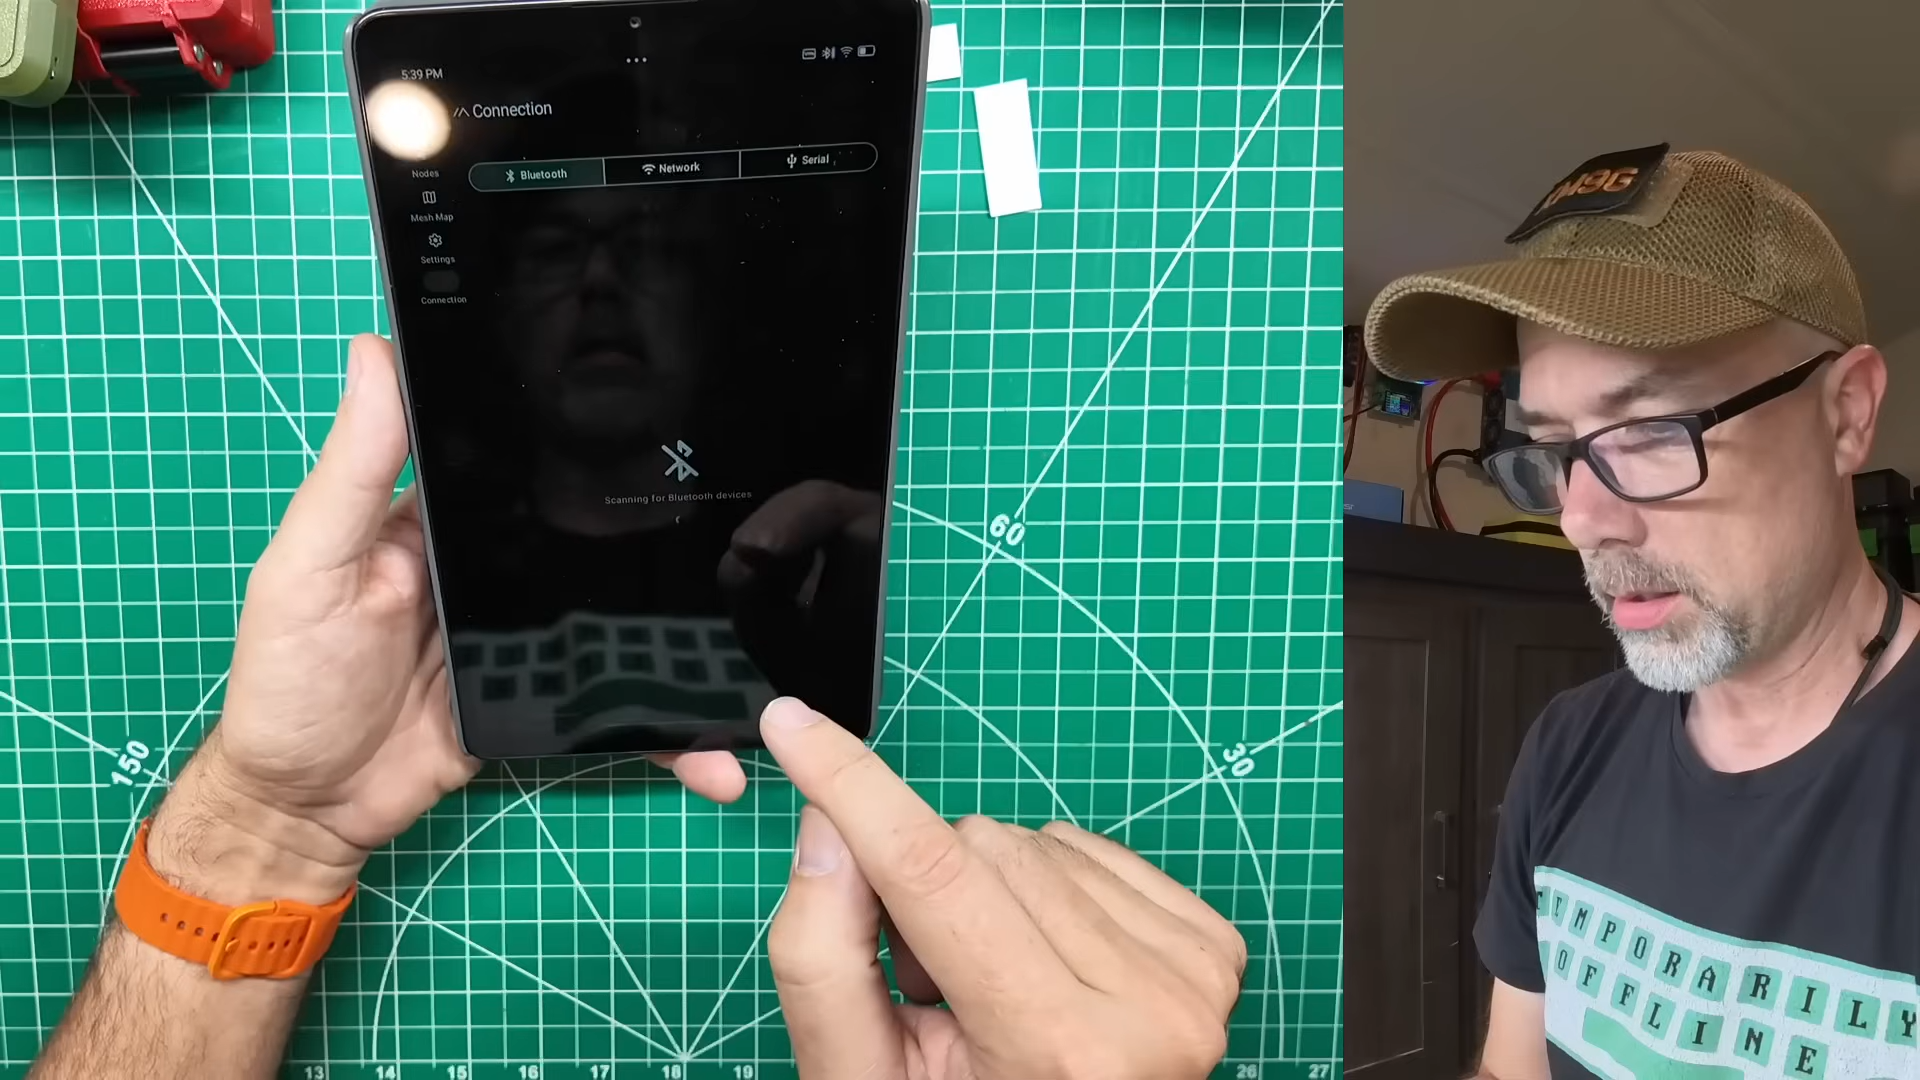 5:39 PM
Connection
Bluetooth
Network
Serial
Nodes
Mesh Map
Settings
Connection
Scanning for Bluetooth devices
60
30
150
13
14
15
16
17
18
19
26
27
TEMPORARILY
OFFLINE